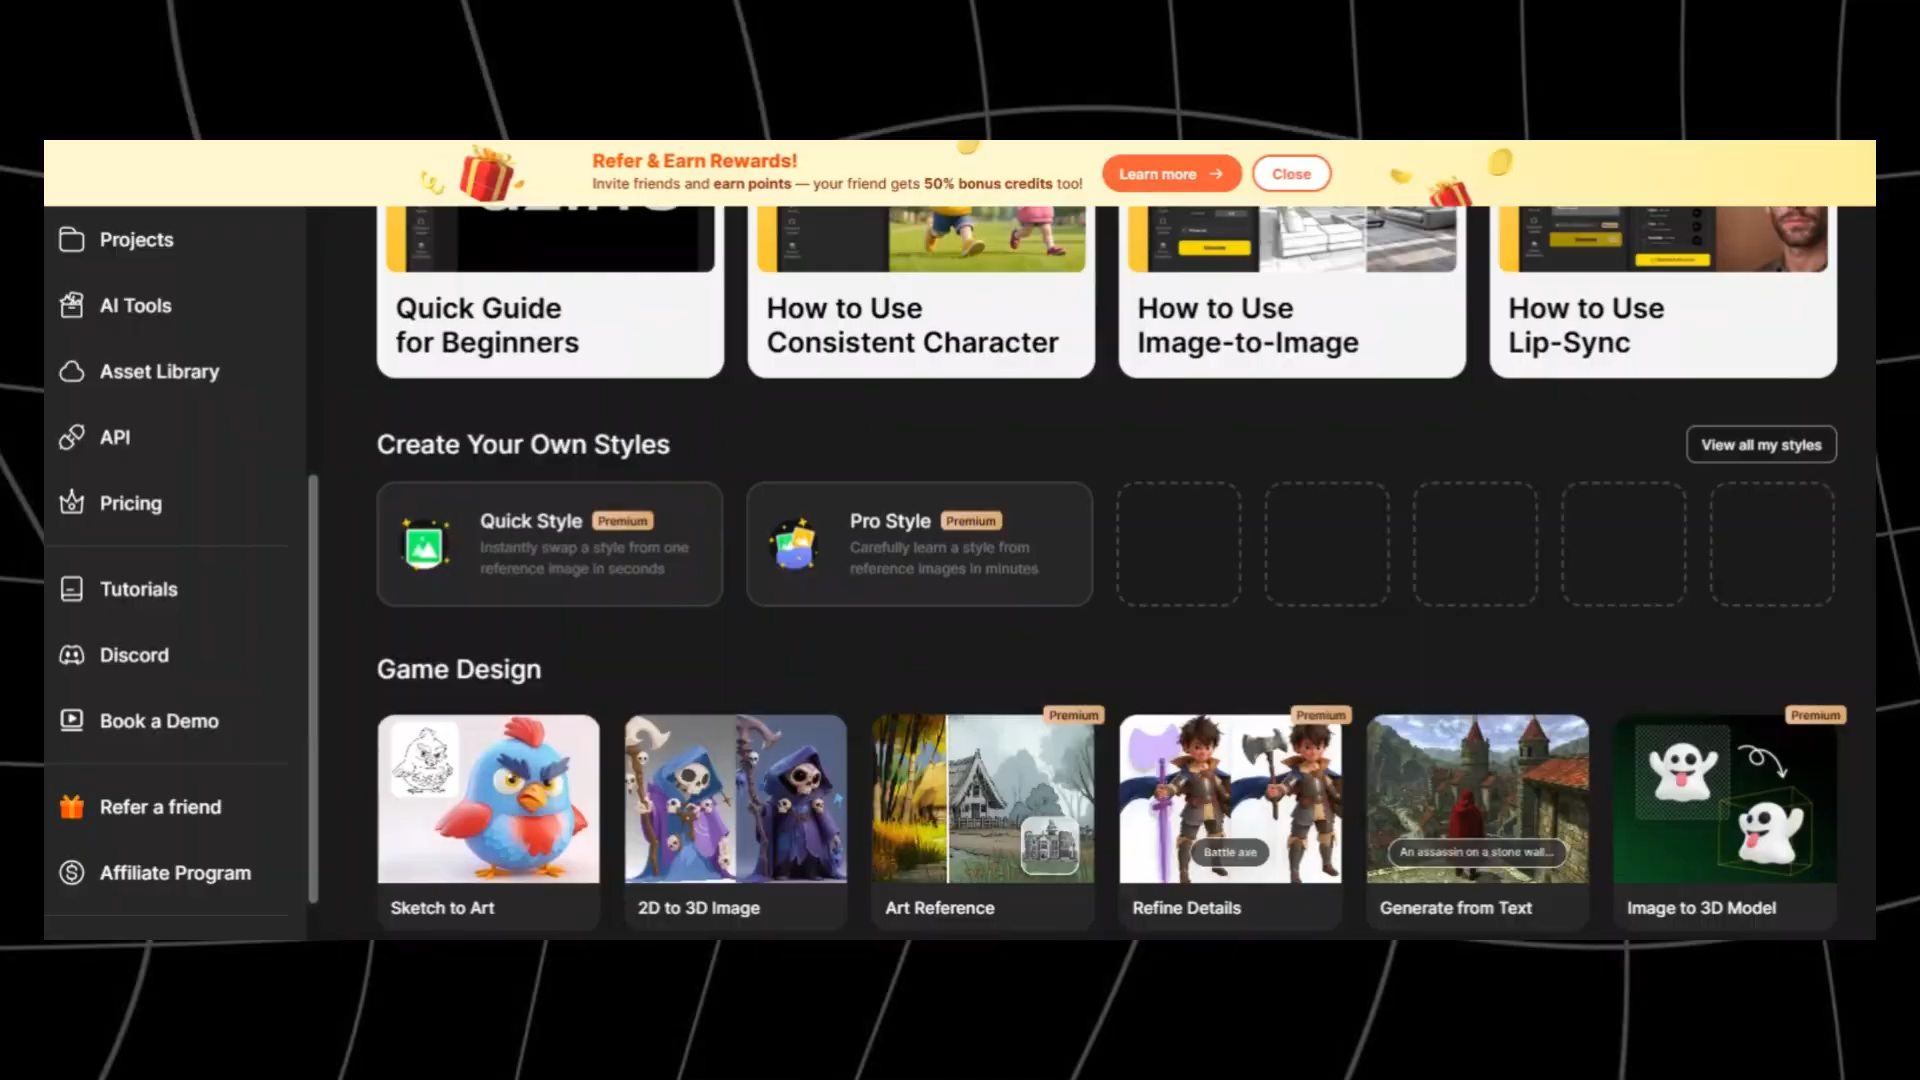 Refer & Earn Rewards!
Invite friends and earn points — your friend gets 50% bonus credits too!
Learn more
Close
Projects
AI Tools
Asset Library
API
Pricing
Tutorials
Discord
Book a Demo
Refer a friend
Affiliate Program
Quick Guide
for Beginners
How to Use
Consistent Character
How to Use
Image-to-Image
How to Use
Lip-Sync
Create Your Own Styles
View all my styles
Quick Style
Premium
Instantly swap a style from one
reference image in seconds
Pro Style
Premium
Carefully learn a style from
reference images in minutes
Game Design
Premium
Premium
Premium
Battle axe
An assassin on a stone wall...
Sketch to Art
2D to 3D Image
Art Reference
Refine Details
Generate from Text
Image to 3D Model